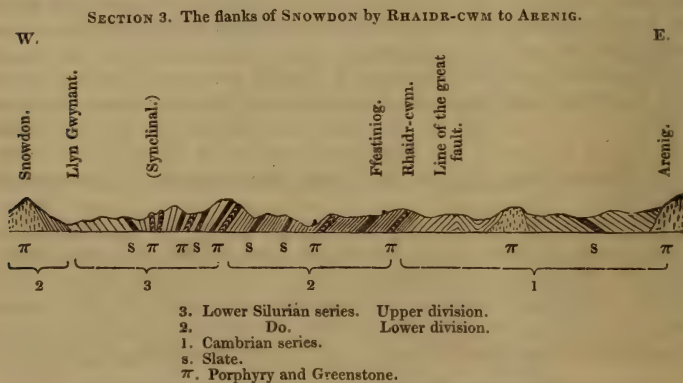 SECTION 3. The flanks of SNOWDON by RHAIDR-CWM to ARENIG.
W. E.
Snowdon.
Llyn Gwynant.
(Synclinal.)
Ffestiniog.
Rhaidr-cwm.
Line of the great
fault.
Arenig.
π s π π s π s s π π π s π
2 3 2 1
3. Lower Silurian series. Upper division.
2. Do. Lower division.
1. Cambrian series.
s. Slate.
π. Porphyry and Greenstone.